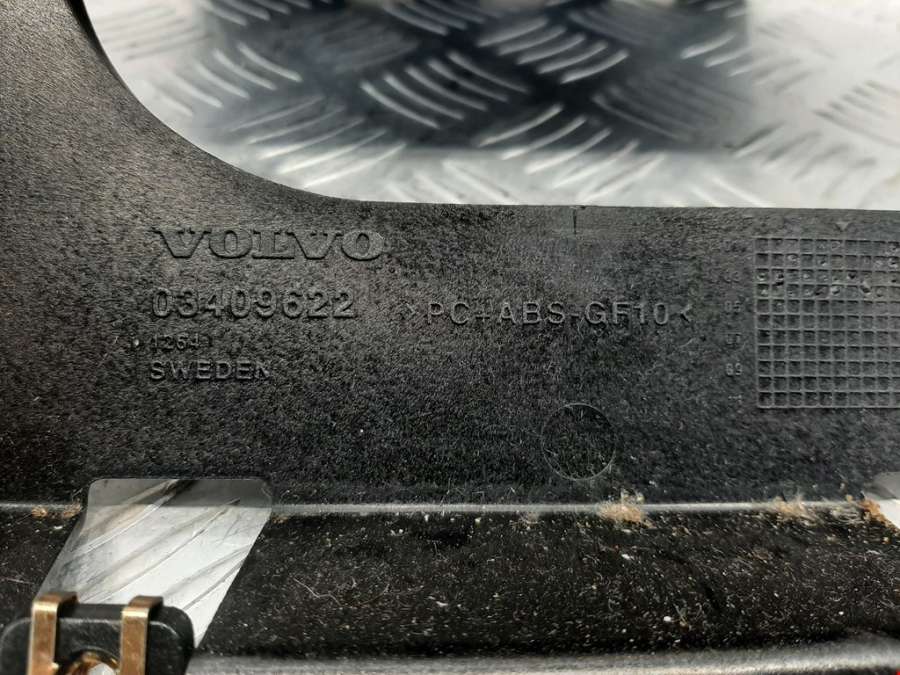 VOLVO
03409622 >PC+ABS-GF10<
1264
SWEDEN